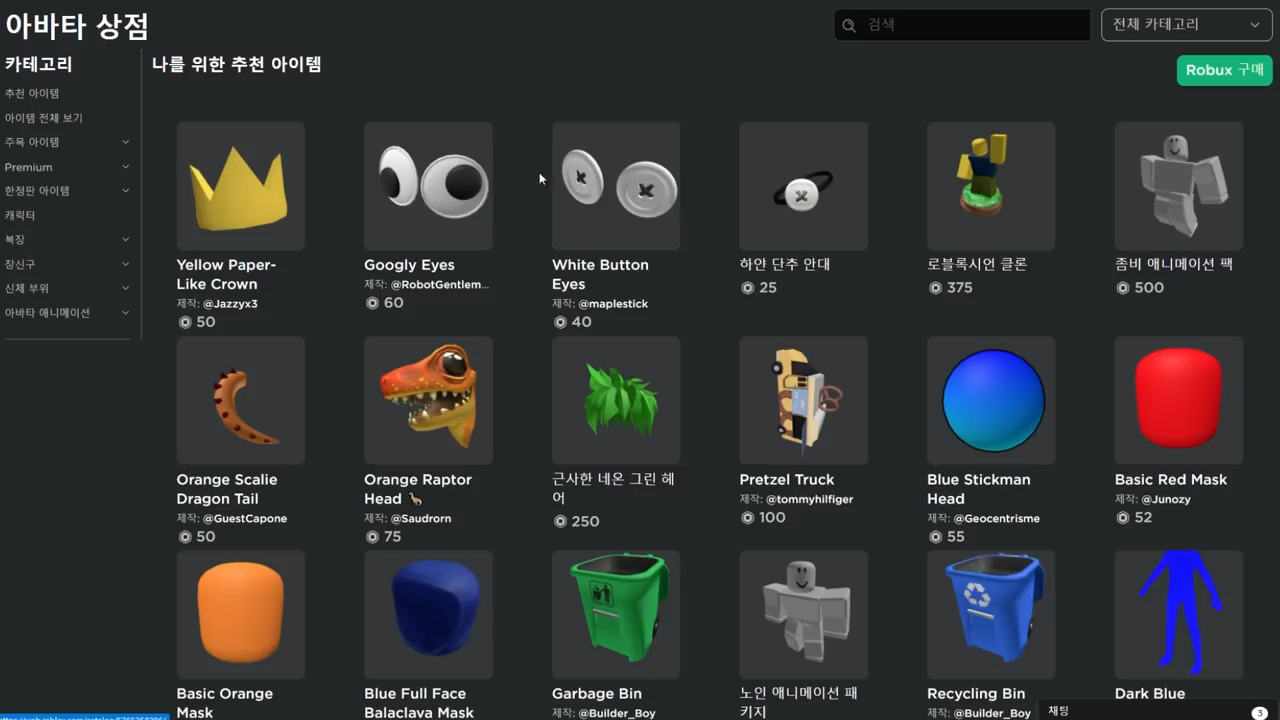 아바타 상점
검색
전체 카테고리
카테고리
나를 위한 추천 아이템
Robux 구매
추천 아이템
아이템 전체 보기
주목 아이템
Premium
한정판 아이템
캐릭터
복장
장신구
신체 부위
아바타 애니메이션
Yellow Paper-
Like Crown
제작: @Jazzyx3
50
Googly Eyes
제작: @RobotGentlem...
60
White Button
Eyes
제작: @maplestick
40
하얀 단추 안대
25
로블록시언 클론
375
좀비 애니메이션 팩
500
Orange Scalie
Dragon Tail
제작: @GuestCapone
50
Orange Raptor
Head
제작: @Saudrorn
75
근사한 네온 그린 헤
어
250
Pretzel Truck
제작: @tommyhilfiger
100
Blue Stickman
Head
제작: @Geocentrisme
55
Basic Red Mask
제작: @Junozy
52
Basic Orange
Mask
Blue Full Face
Balaclava Mask
Garbage Bin
제작: @Builder_Boy
노인 애니메이션 패
키지
Recycling Bin
제작: @Builder_Boy
Dark Blue
채팅
3